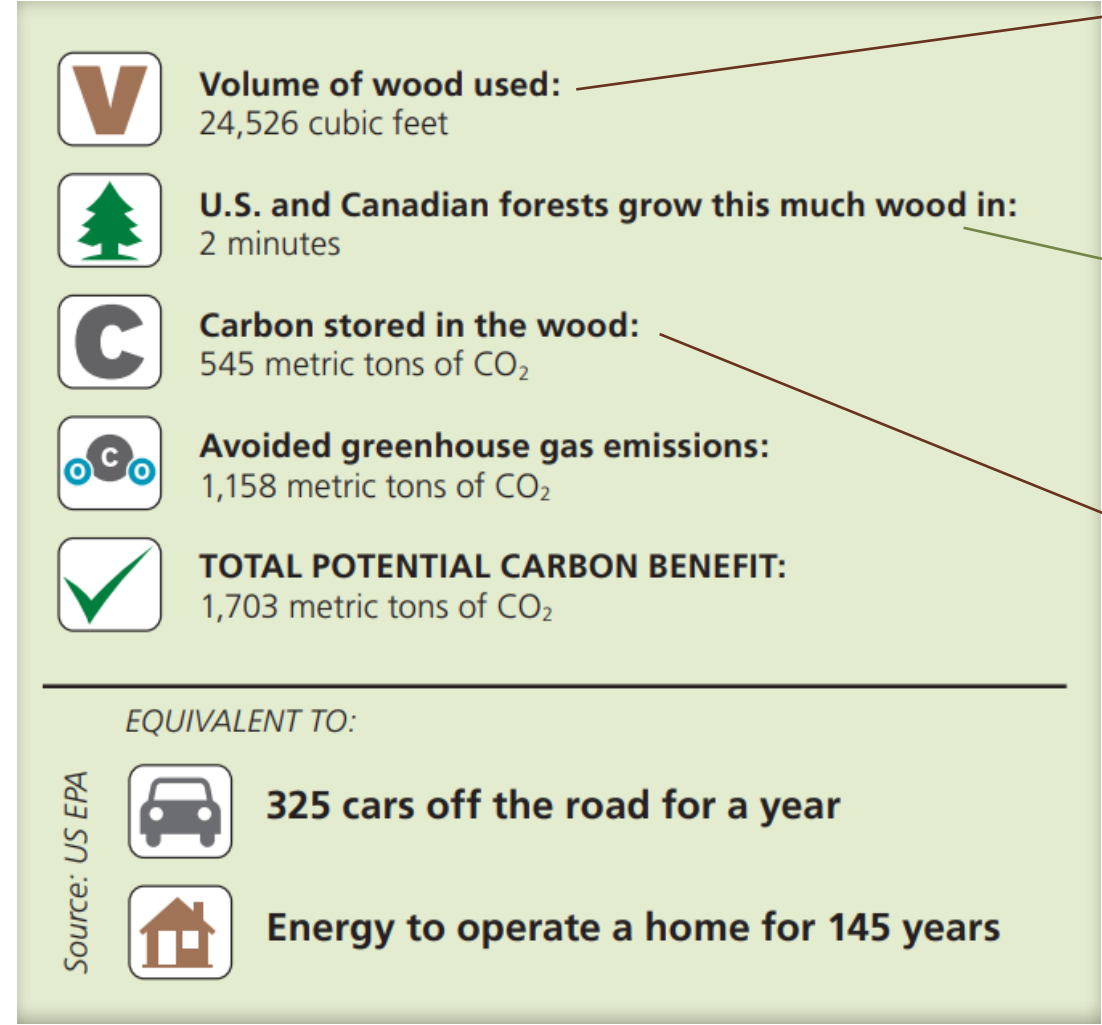 V
Volume of wood used:
24,526 cubic feet
U.S. and Canadian forests grow this much wood in:
2 minutes
C
Carbon stored in the wood:
545 metric tons of CO₂
O C O
Avoided greenhouse gas emissions:
1,158 metric tons of CO₂
TOTAL POTENTIAL CARBON BENEFIT:
1,703 metric tons of CO₂
EQUIVALENT TO:
Source: US EPA
325 cars off the road for a year
Energy to operate a home for 145 years